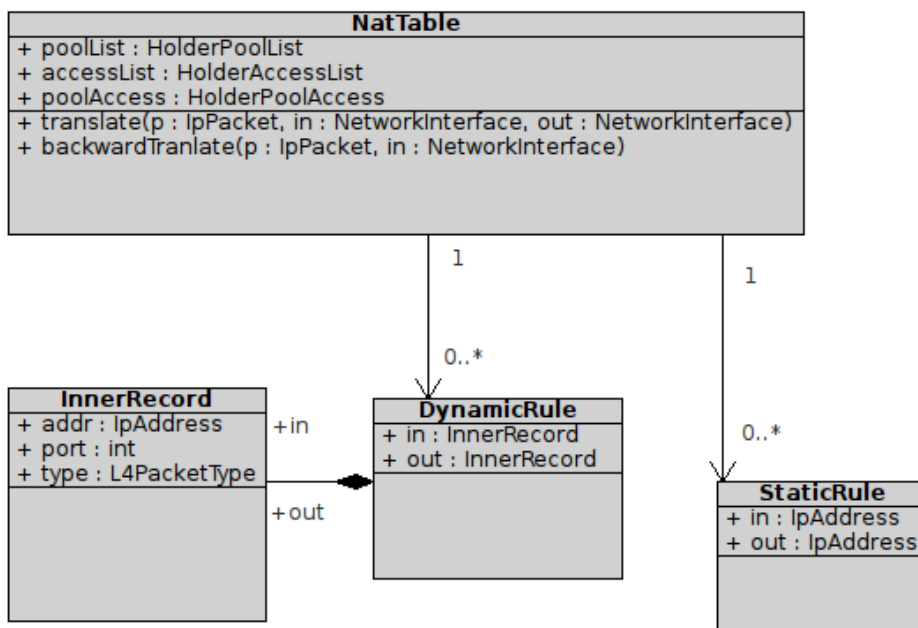 NatTable
+ poolList : HolderPoolList
+ accessList : HolderAccessList
+ poolAccess : HolderPoolAccess
+ translate(p : IpPacket, in : NetworkInterface, out : NetworkInterface)
+ backwardTranlate(p : IpPacket, in : NetworkInterface)
1
1
0..*
0..*
InnerRecord
+ addr : IpAddress
+ port : int
+ type : L4PacketType
+in
+out
DynamicRule
+ in : InnerRecord
+ out : InnerRecord
StaticRule
+ in : IpAddress
+ out : IpAddress